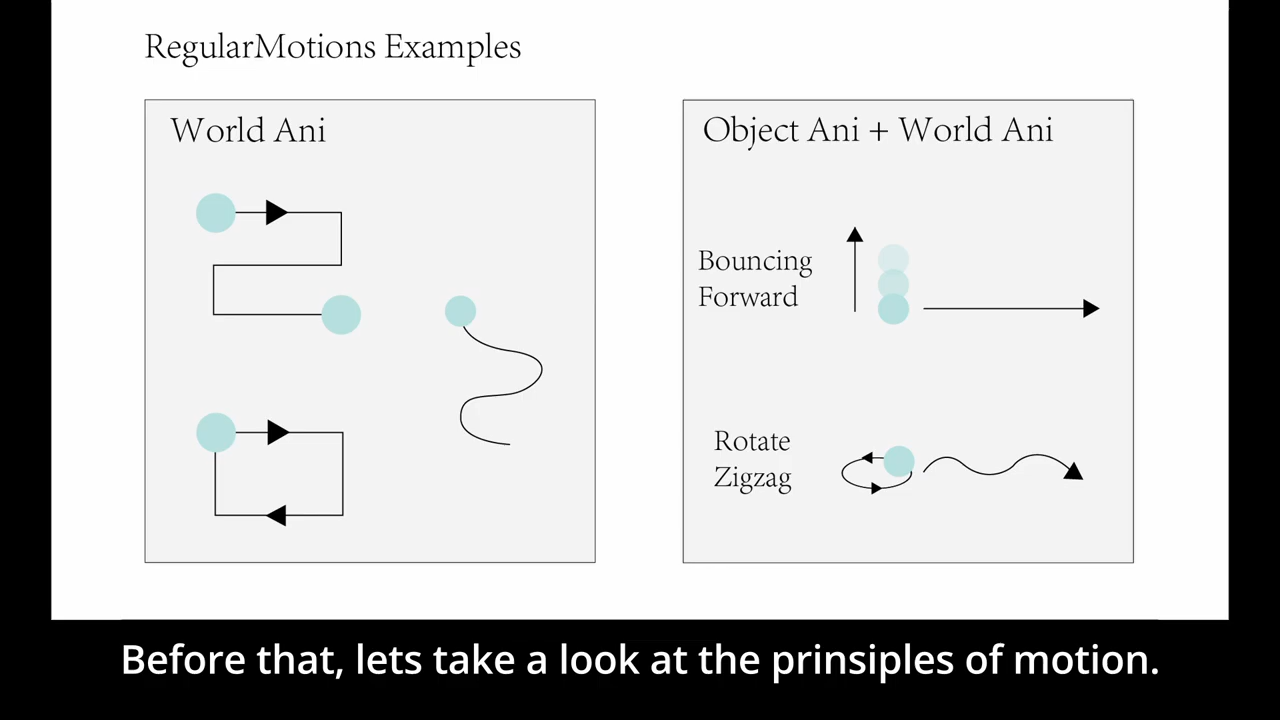 RegularMotions Examples
World Ani
Object Ani + World Ani
Bouncing
Forward
Rotate
Zigzag
Before that, lets take a look at the prinsiples of motion.